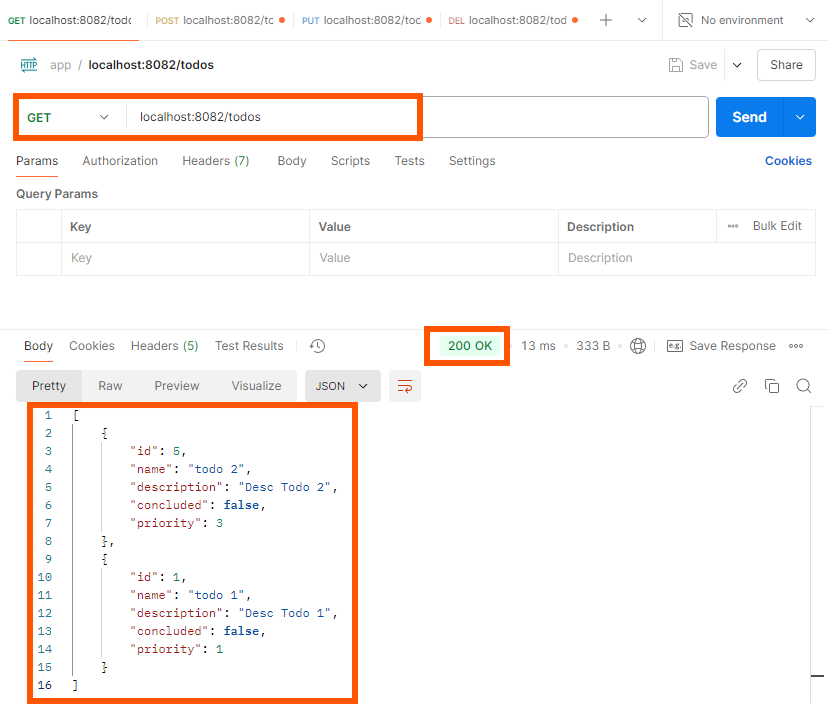 GET localhost:8082/todc POST localhost:8082/tc PUT localhost:8082/toc DEL localhost:8082/tod No environment
HTTP app / localhost:8082/todos Save Share
GET localhost:8082/todos Send
Params Authorization Headers (7) Body Scripts Tests Settings Cookies
Query Params
Key Value Description Bulk Edit
Key Value Description
Body Cookies Headers (5) Test Results 200 OK 13 ms 333 B e.g. Save Response
Pretty Raw Preview Visualize JSON
1 [
2 {
3 "id": 5,
4 "name": "todo 2",
5 "description": "Desc Todo 2",
6 "concluded": false,
7 "priority": 3
8 },
9 {
10 "id": 1,
11 "name": "todo 1",
12 "description": "Desc Todo 1",
13 "concluded": false,
14 "priority": 1
15 }
16 ]